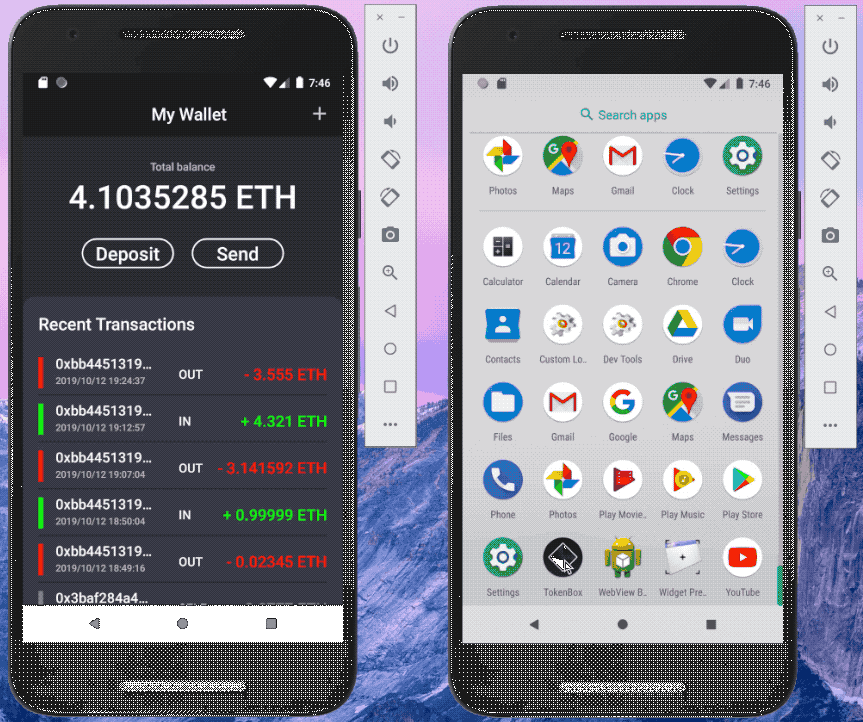 7:46
My Wallet +
Total balance
4.1035285 ETH
Deposit Send
Recent Transactions
0xbb4451319... OUT - 3.555 ETH
2019/10/12 19:24:37
0xbb4451319... IN + 4.321 ETH
2019/10/12 19:12:57
0xbb4451319... OUT - 3.141592 ETH
2019/10/12 19:07:04
0xbb4451319... IN + 0.99999 ETH
2019/10/12 18:50:04
0xbb4451319... OUT - 0.02345 ETH
2019/10/12 18:49:16
0x3baf284a4...
7:46
Search apps
Photos Maps Gmail Clock Settings
12
Calculator Calendar Camera Chrome Clock
Contacts Custom Lo.. Dev Tools Drive Duo
Files Gmail Google Maps Messages
Phone Photos Play Movie.. Play Music Play Store
Settings TokenBox WebView B.. Widget Pre.. YouTube